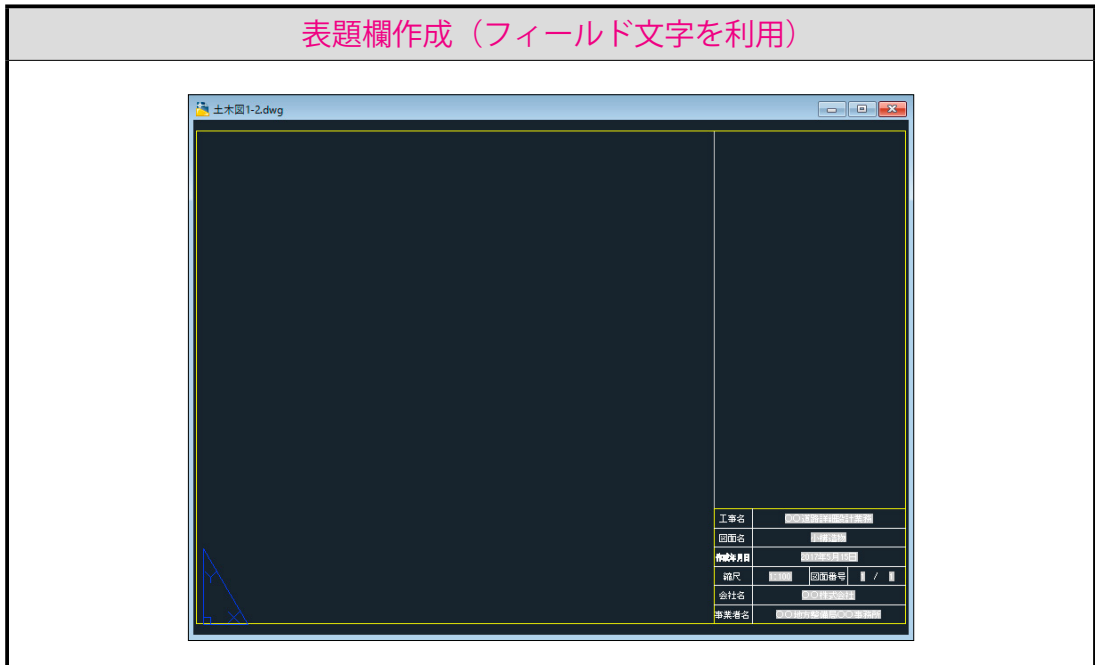 表題欄作成（フィールド文字を利用）
土木図1-2.dwg
工事名 〇〇道路詳細設計業務
図面名 小構造物
作成年月日 2017年5月15日
縮尺 1:100 図面番号 /
会社名 〇〇株式会社
事業者名 〇〇地方整備局〇〇事務所
Y
X